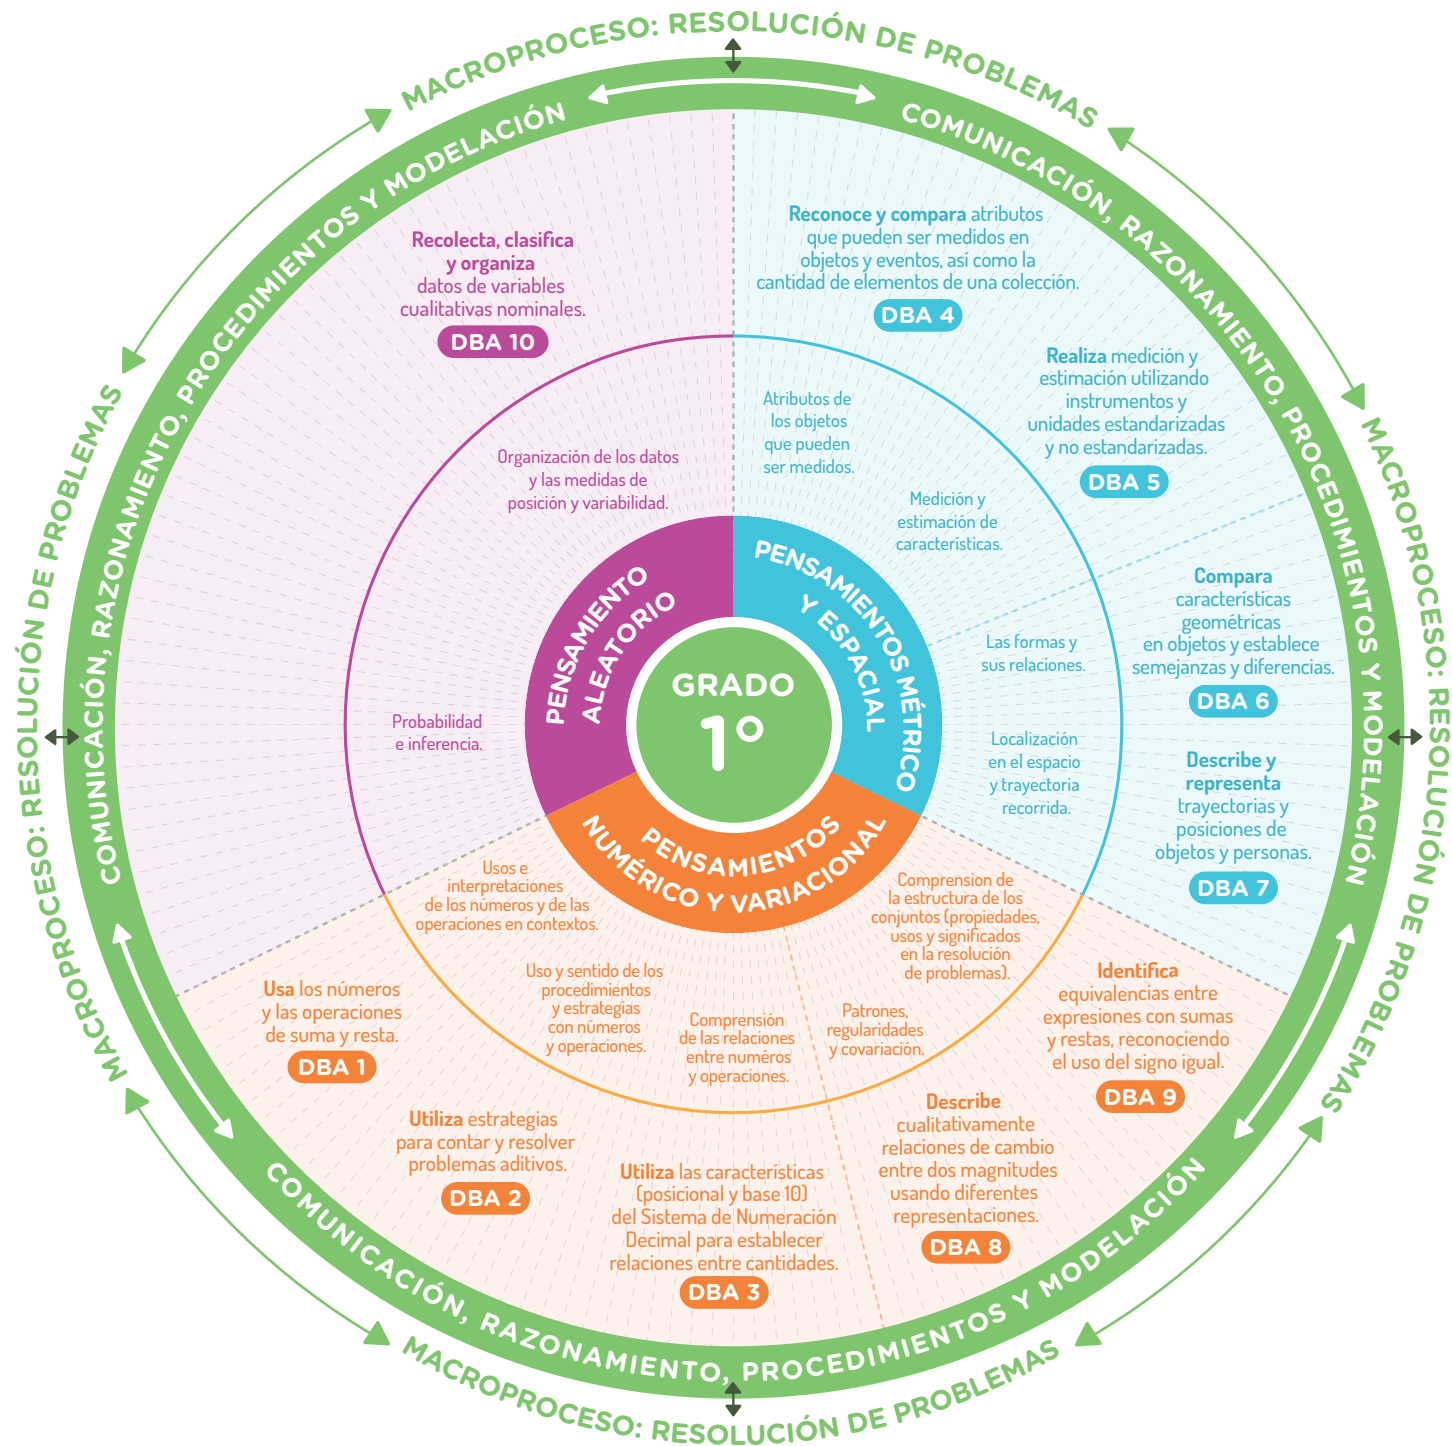 MACROPROCESO: RESOLUCIÓN DE PROBLEMAS
MACROPROCESO: RESOLUCIÓN DE PROBLEMAS
MACROPROCESO: RESOLUCIÓN DE PROBLEMAS
MACROPROCESO: RESOLUCIÓN DE PROBLEMAS
COMUNICACIÓN, RAZONAMIENTO, PROCEDIMIENTOS Y MODELACIÓN
COMUNICACIÓN, RAZONAMIENTO, PROCEDIMIENTOS Y MODELACIÓN
COMUNICACIÓN, RAZONAMIENTO, PROCEDIMIENTOS Y MODELACIÓN
Recolecta, clasifica
y organiza
datos de variables
cualitativas nominales.
DBA 10
Organización de los datos
y las medidas de
posición y variabilidad.
Probabilidad
e inferencia.
PENSAMIENTO
ALEATORIO
Reconoce y compara atributos
que pueden ser medidos en
objetos y eventos, así como la
cantidad de elementos de una colección.
DBA 4
Realiza medición y
estimación utilizando
instrumentos y
unidades estandarizadas
y no estandarizadas.
DBA 5
Atributos de
los objetos
que pueden
ser medidos.
Medición y
estimación de
características.
Compara
características
geométricas
en objetos y establece
semejanzas y diferencias.
DBA 6
Las formas y
sus relaciones.
Describe y
representa
trayectorias y
posiciones de
objetos y personas.
DBA 7
Localización
en el espacio
y trayectoria
recorrida.
PENSAMIENTOS MÉTRICO
Y ESPACIAL
GRADO
1º
PENSAMIENTOS
NUMÉRICO Y VARIACIONAL
Usos e
interpretaciones
de los números y de las
operaciones en contextos.
Uso y sentido de los
procedimientos
y estrategias
con números
y operaciones.
Comprensión
de las relaciones
entre numéros
y operaciones.
Patrones,
regularidades
y covariación.
Comprension de
la estructura de los
conjuntos (propiedades,
usos y significados
en la resolución
de problemas).
Usa los números
y las operaciones
de suma y resta.
DBA 1
Utiliza estrategias
para contar y resolver
problemas aditivos.
DBA 2
Utiliza las características
(posicional y base 10)
del Sistema de Numeración
Decimal para establecer
relaciones entre cantidades.
DBA 3
Describe
cualitativamente
relaciones de cambio
entre dos magnitudes
usando diferentes
representaciones.
DBA 8
Identifica
equivalencias entre
expresiones con sumas
y restas, reconociendo
el uso del signo igual.
DBA 9